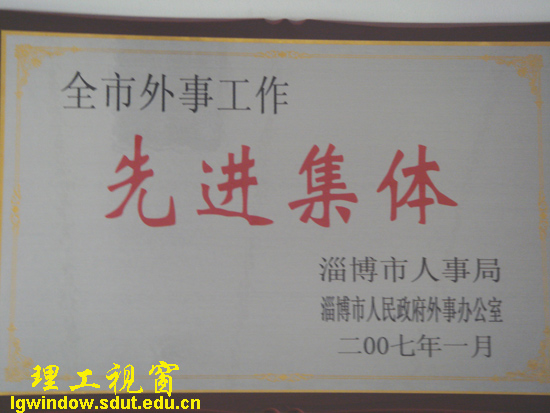 全市外事工作
先进集体
淄博市人事局
淄博市人民政府外事办公室
二00七年一月
理工视窗
lgwindow.sdut.edu.cn